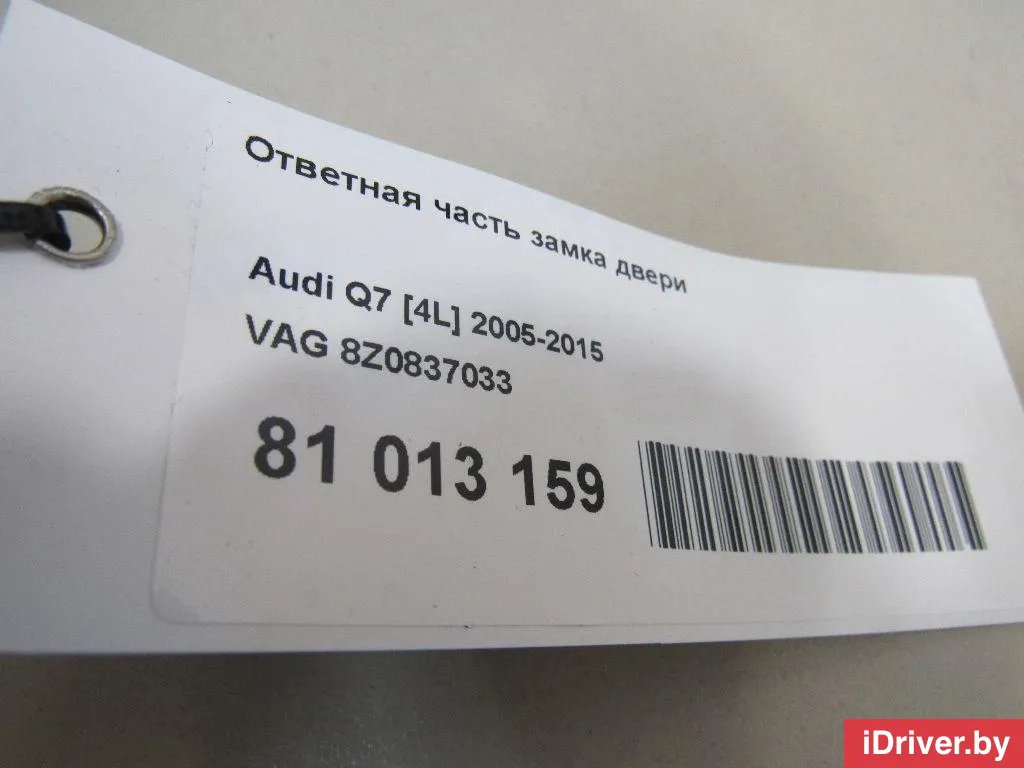 Ответная часть замка двери
Audi Q7 [4L] 2005-2015
VAG 8Z0837033
81 013 159
iDriver.by